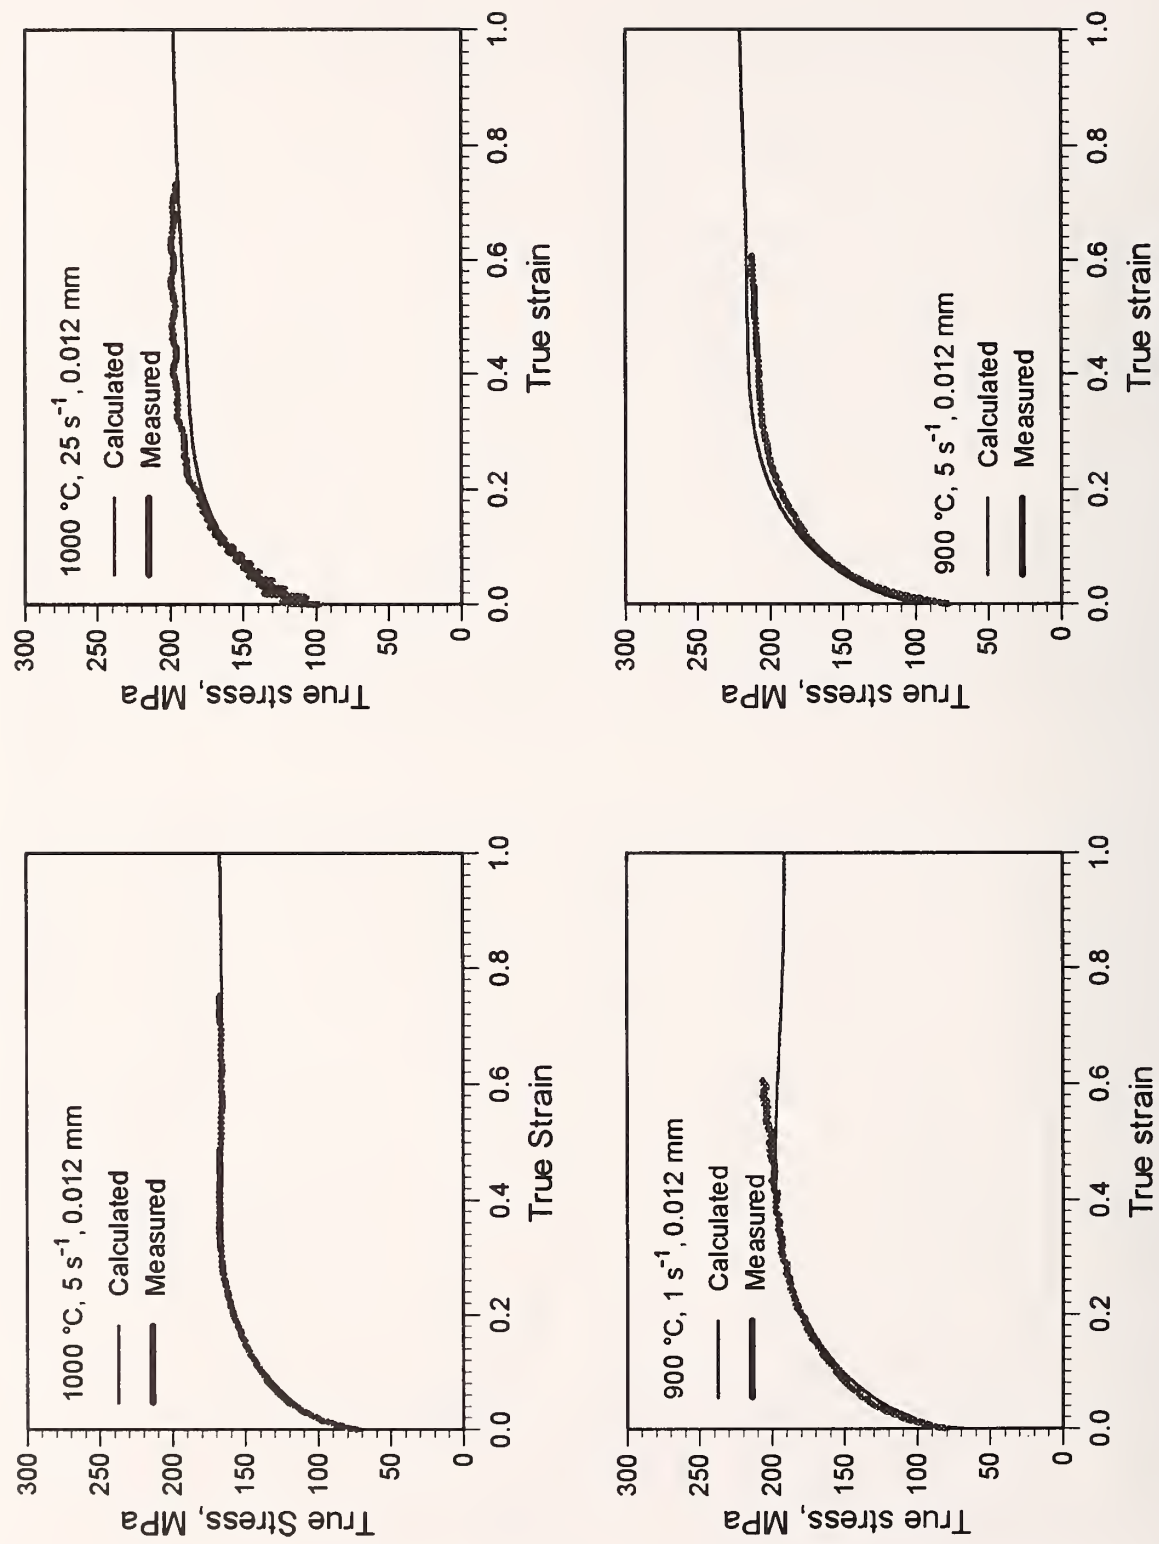 1000 °C, 5 s⁻¹, 0.012 mm
Calculated
Measured
True Stress, MPa
300
250
200
150
100
50
0
0.0
0.2
0.4
0.6
0.8
1.0
True Strain
1000 °C, 25 s⁻¹, 0.012 mm
Calculated
Measured
True stress, MPa
300
250
200
150
100
50
0
0.0
0.2
0.4
0.6
0.8
1.0
True strain
900 °C, 1 s⁻¹, 0.012 mm
Calculated
Measured
True stress, MPa
300
250
200
150
100
50
0
0.0
0.2
0.4
0.6
0.8
1.0
True strain
900 °C, 5 s⁻¹, 0.012 mm
Calculated
Measured
True stress, MPa
300
250
200
150
100
50
0
0.0
0.2
0.4
0.6
0.8
1.0
True strain